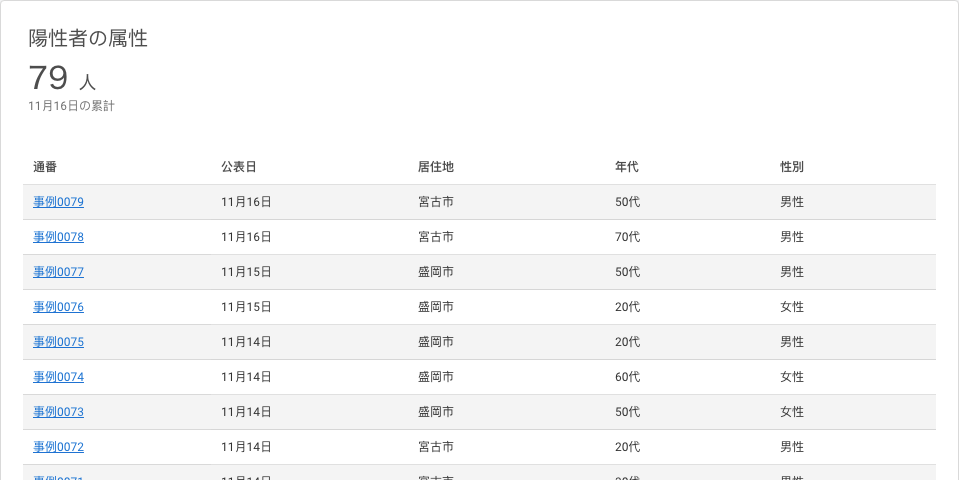 陽性者の属性
79 人
11月16日の累計
通番 公表日 居住地 年代 性別
事例0079 11月16日 宮古市 50代 男性
事例0078 11月16日 宮古市 70代 男性
事例0077 11月15日 盛岡市 50代 男性
事例0076 11月15日 盛岡市 20代 女性
事例0075 11月14日 盛岡市 20代 男性
事例0074 11月14日 盛岡市 60代 女性
事例0073 11月14日 盛岡市 50代 女性
事例0072 11月14日 宮古市 20代 男性